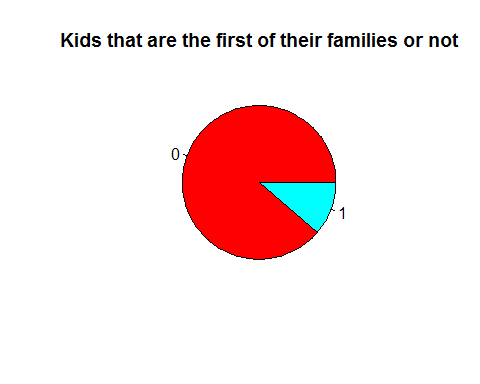 Kids that are the first of their families or not
0
1